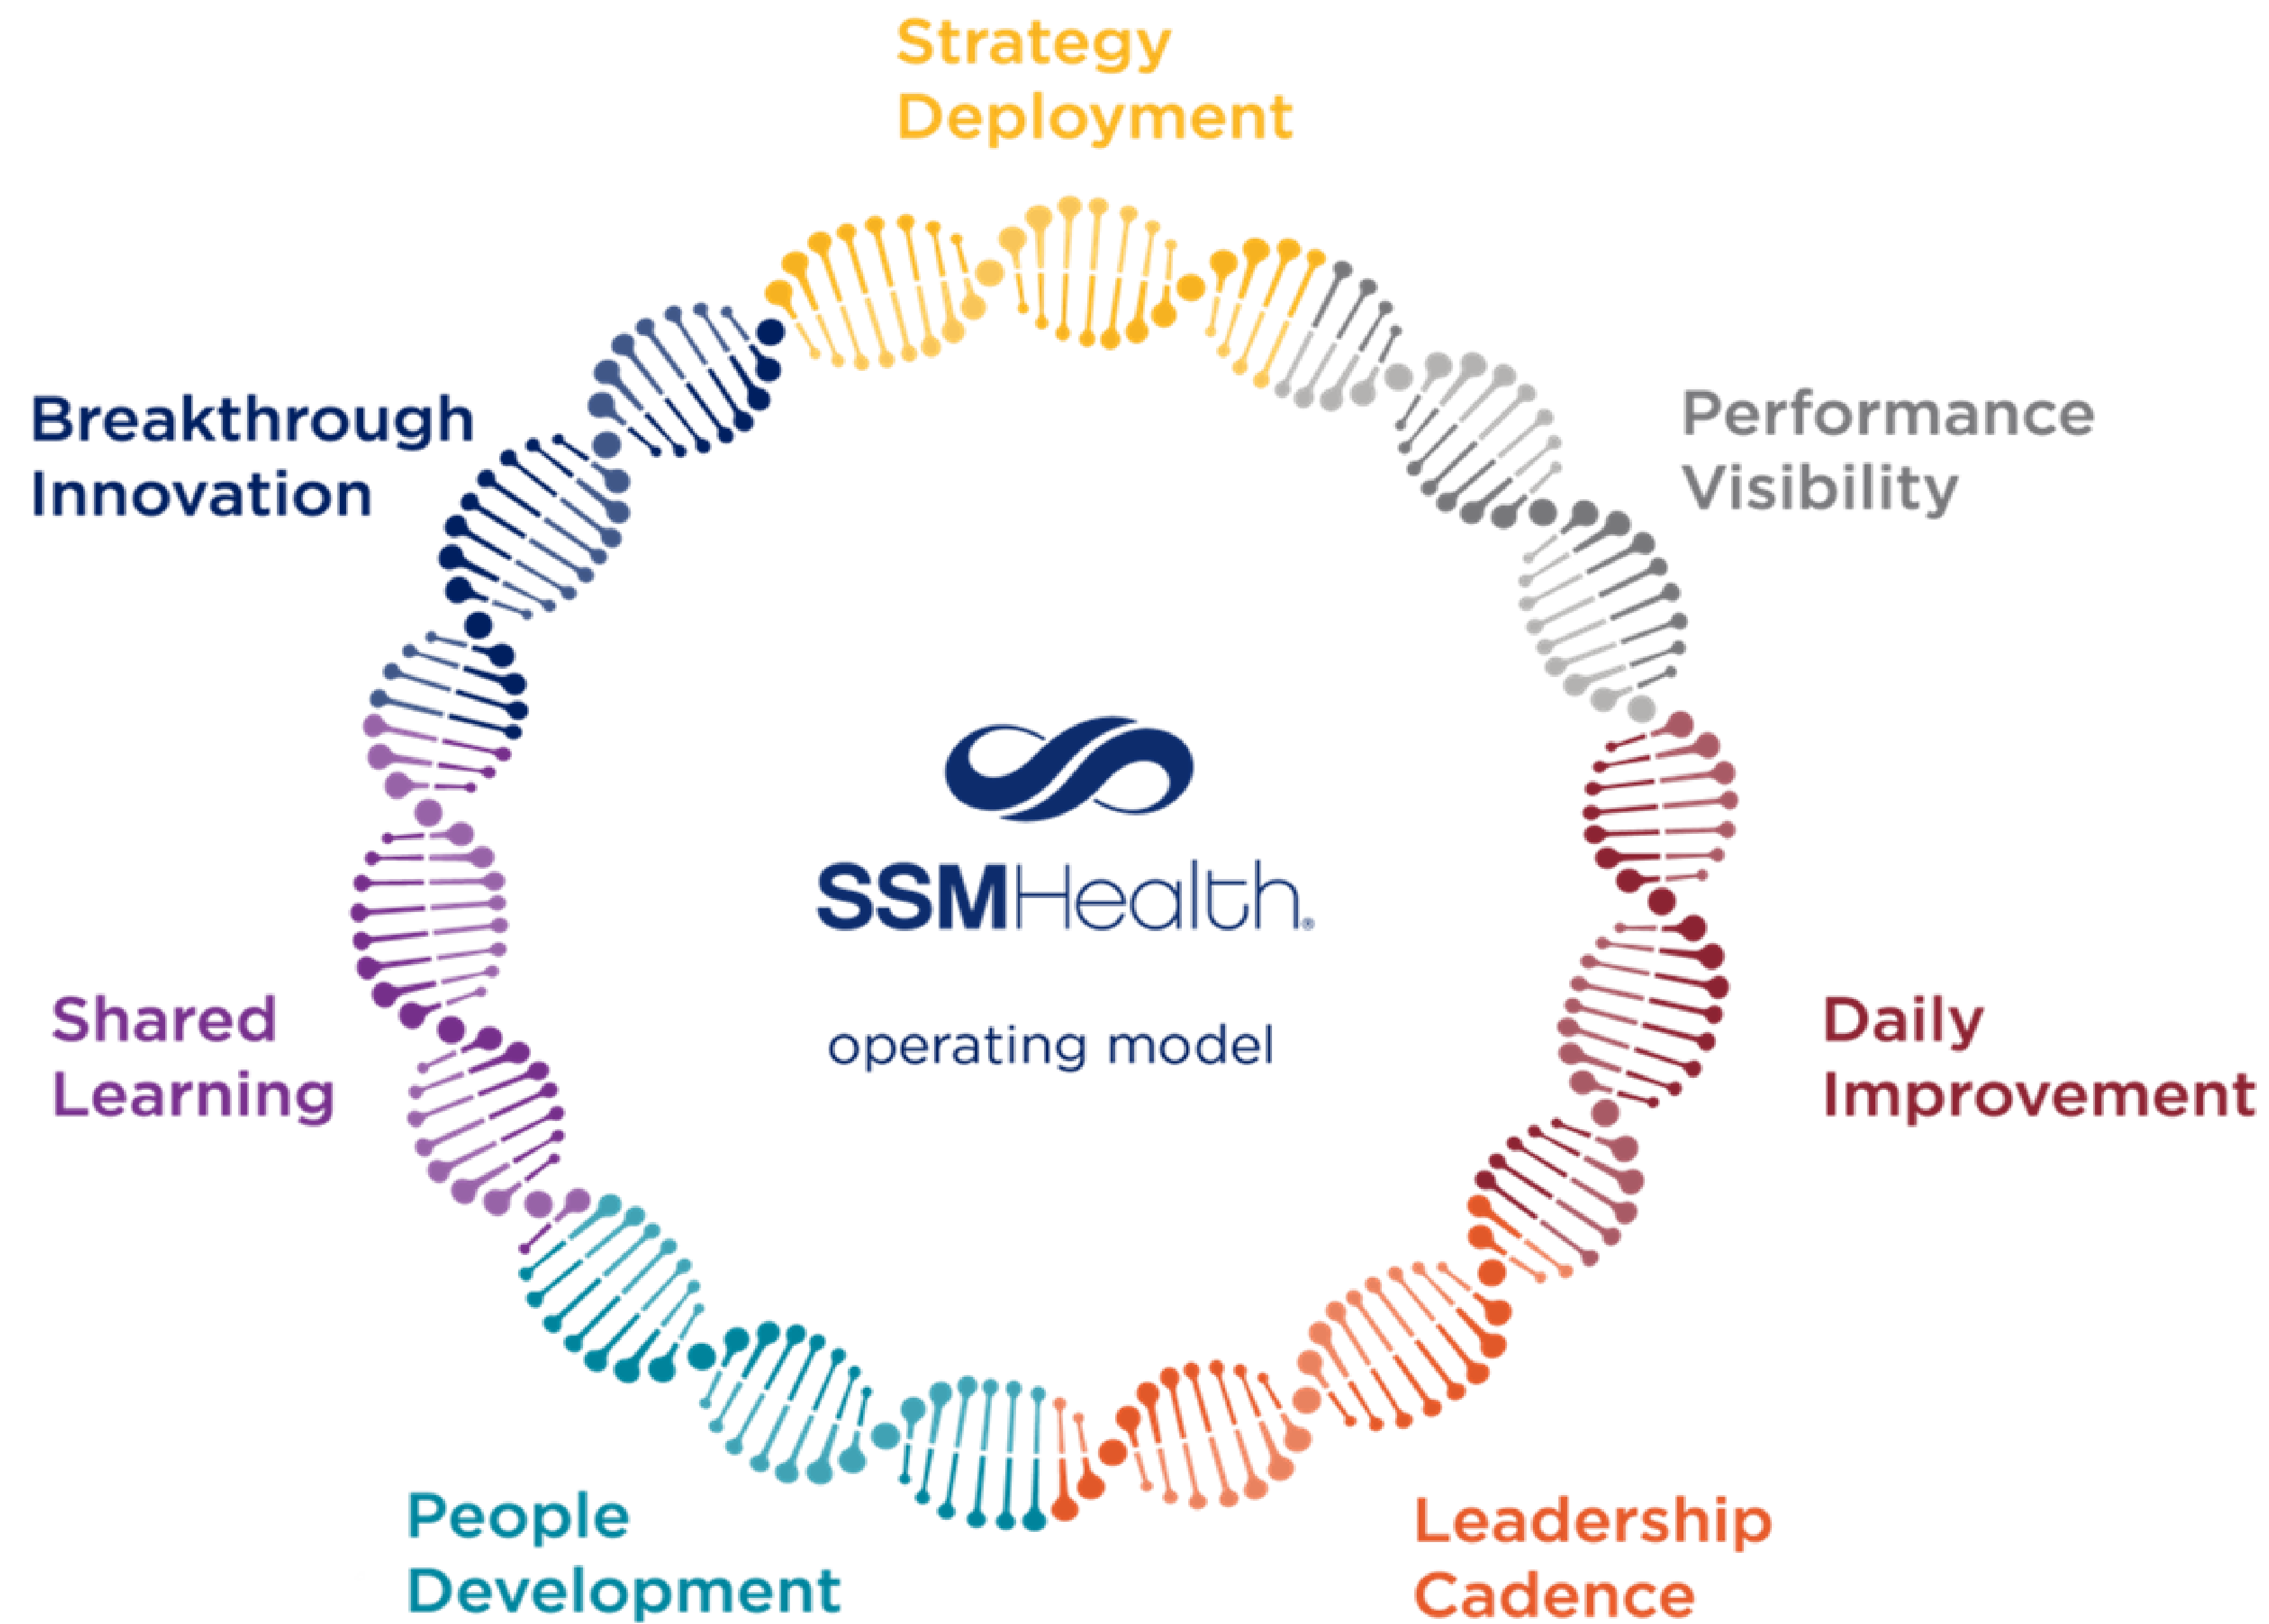 Strategy
Deployment
Breakthrough
Innovation
Performance
Visibility
SSMHealth®
operating model
Shared
Learning
Daily
Improvement
People
Development
Leadership
Cadence